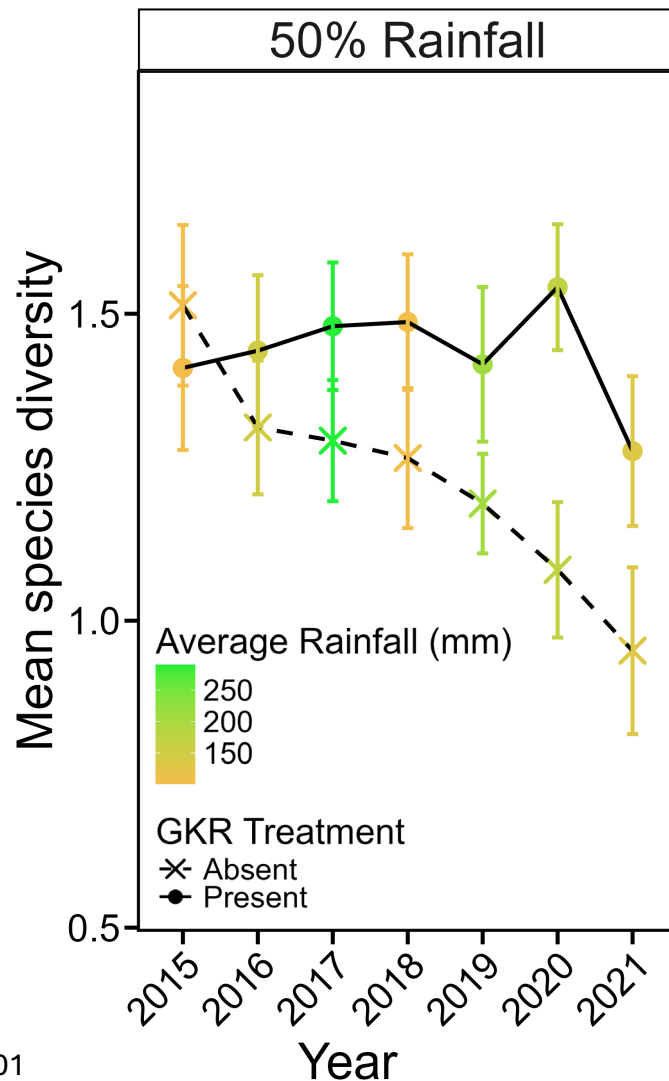 50% Rainfall
Mean species diversity
1.5
1.0
0.5
Average Rainfall (mm)
250
200
150
GKR Treatment
Absent
Present
2015 2016 2017 2018 2019 2020 2021
Year
01